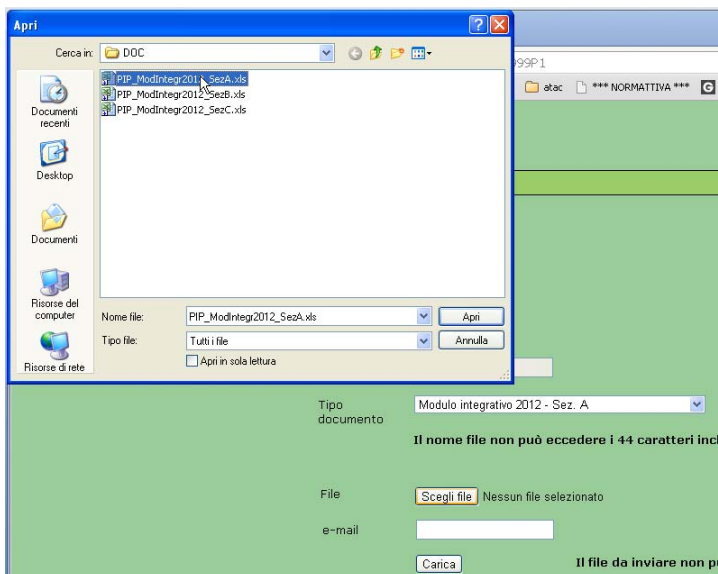 Apri
Cerca in: DOC
PIP_ModIntegr2012_SezA.xls
PIP_ModIntegr2012_SezB.xls
PIP_ModIntegr2012_SezC.xls
Documenti
recenti
Desktop
Documenti
Risorse del
computer
Risorse di rete
Nome file: PIP_ModIntegr2012_SezA.xls Apri
Tipo file: Tutti i file Annulla
Apri in sola lettura
999P1
atac *** NORMATTIVA *** G
Tipo
documento
Modulo integrativo 2012 - Sez. A
Il nome file non può eccedere i 44 caratteri incl
File Scegli file Nessun file selezionato
e-mail
Carica Il file da inviare non p